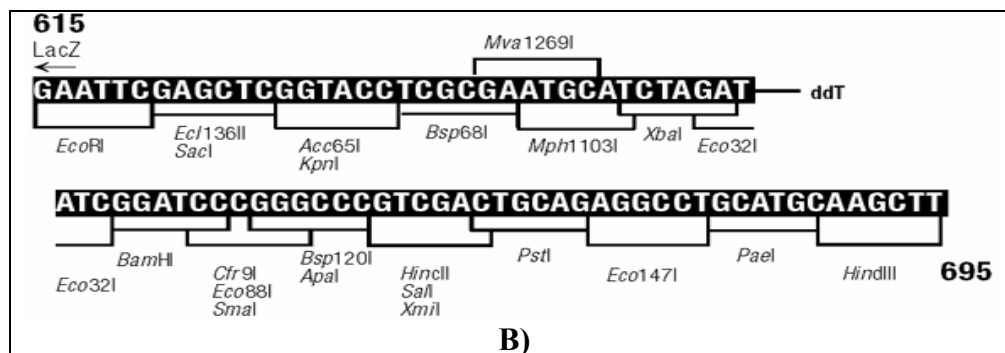 615
LacZ
Mva1269I
GAATTCGAGCTCGGTACCTCGCGAATGCATCTAGAT ddT
EcoRI Ecl136II Acc65I Bsp68I Mph1103I XbaI Eco32I
SacI KpnI
ATCGGATCCCGGGCCCGTCGACTGCAGAGGCCTGCATGCAAGCTT
Eco32I BamHI Cfr9I Bsp120I HincII PstI Eco147I PaeI HindIII 695
Eco88I ApaI SalI
SmaI XmiI
B)